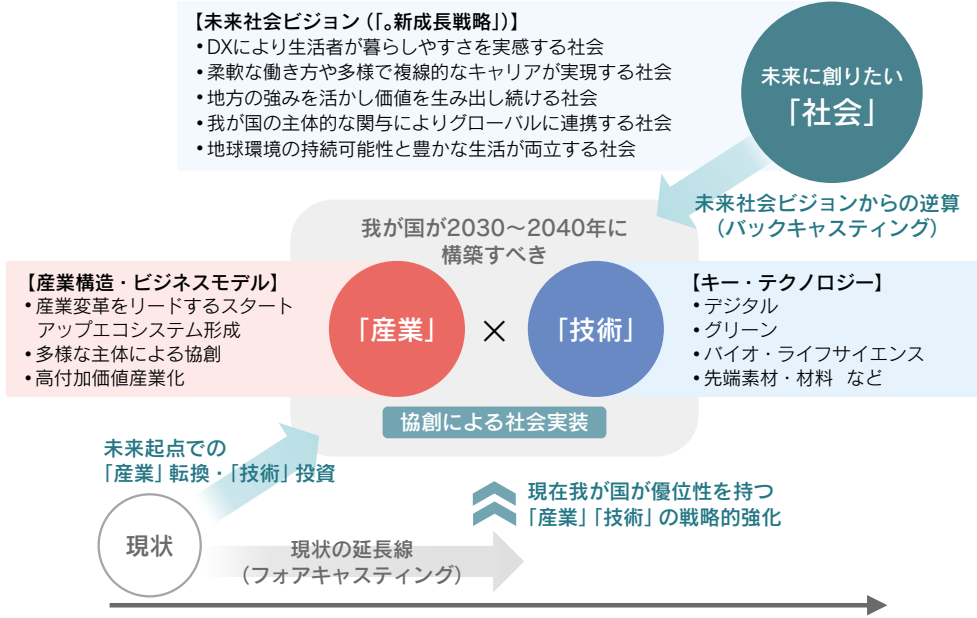 【未来社会ビジョン（「。新成長戦略」）】
•DXにより生活者が暮らしやすさを実感する社会
•柔軟な働き方や多様で複線的なキャリアが実現する社会
•地方の強みを活かし価値を生み出し続ける社会
•我が国の主体的な関与によりグローバルに連携する社会
•地球環境の持続可能性と豊かな生活が両立する社会
未来に創りたい
「社会」
未来社会ビジョンからの逆算
（バックキャスティング）
我が国が2030〜2040年に
構築すべき
【産業構造・ビジネスモデル】
•産業変革をリードするスタート
アップエコシステム形成
•多様な主体による協創
•高付加価値産業化
「産業」
×
「技術」
【キー・テクノロジー】
•デジタル
•グリーン
•バイオ・ライフサイエンス
•先端素材・材料 など
協創による社会実装
未来起点での
「産業」転換・「技術」投資
現在我が国が優位性を持つ
「産業」「技術」の戦略的強化
現状
現状の延長線
（フォアキャスティング）